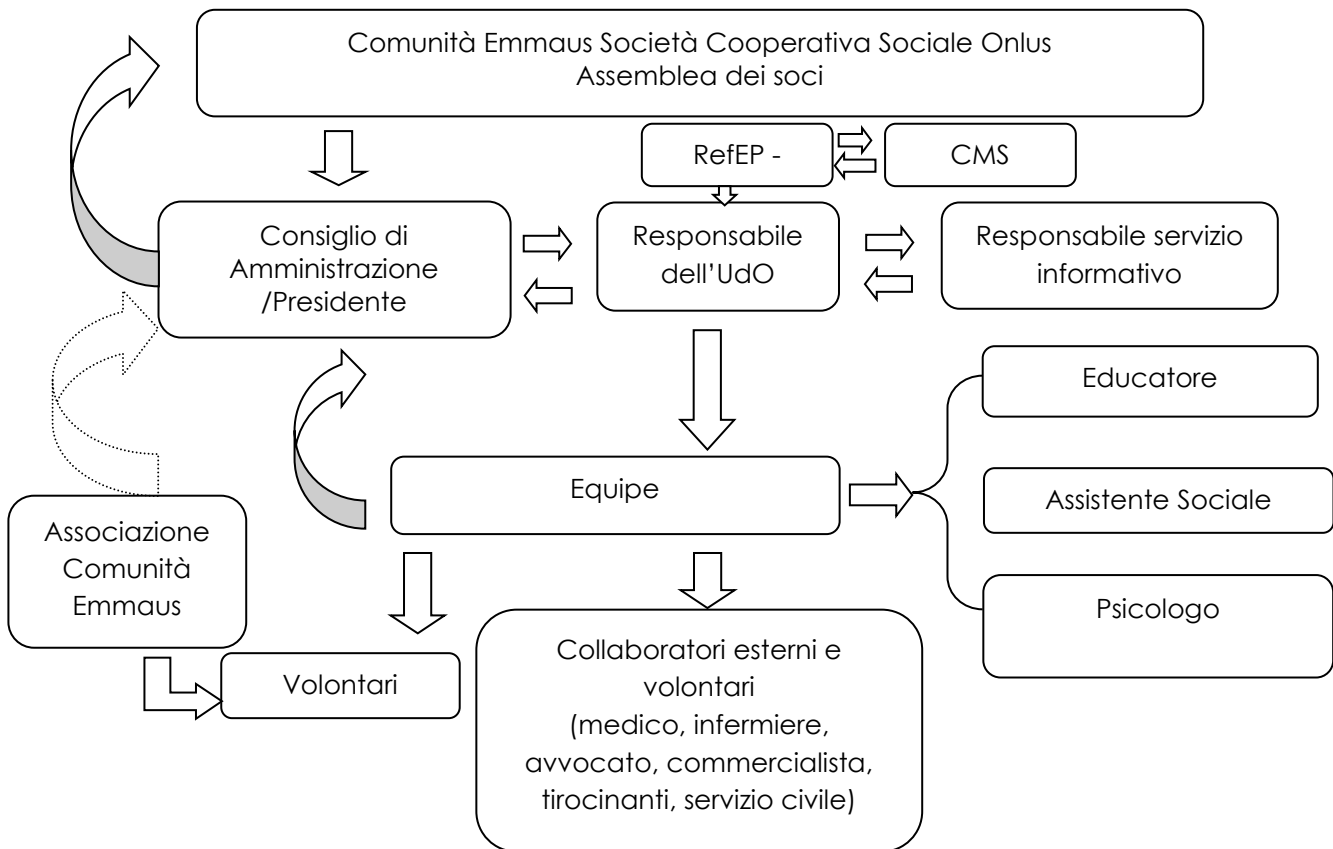 Comunità Emmaus Società Cooperativa Sociale Onlus
Assemblea dei soci
RefEP -
CMS
Consiglio di
Amministrazione
/Presidente
Responsabile
dell’UdO
Responsabile servizio
informativo
Educatore
Equipe
Assistente Sociale
Associazione
Comunità
Emmaus
Psicologo
Volontari
Collaboratori esterni e
volontari
(medico, infermiere,
avvocato, commercialista,
tirocinanti, servizio civile)